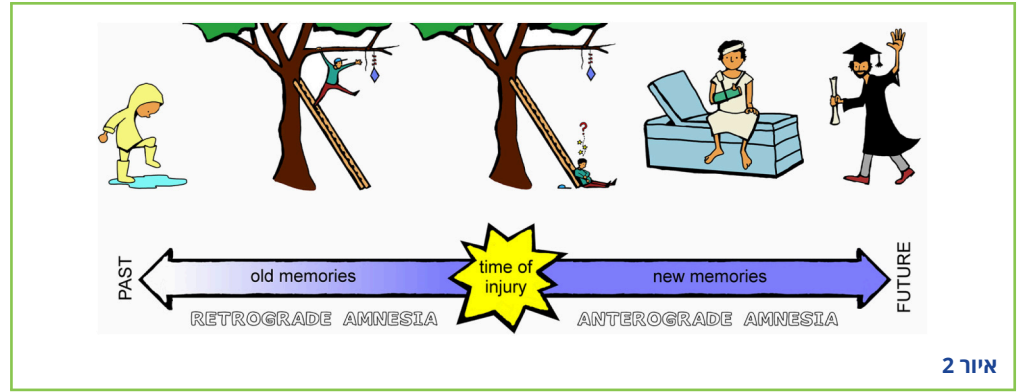 ?
PAST
old memories
time of
injury
new memories
FUTURE
RETROGRADE AMNESIA
ANTEROGRADE AMNESIA
איור 2